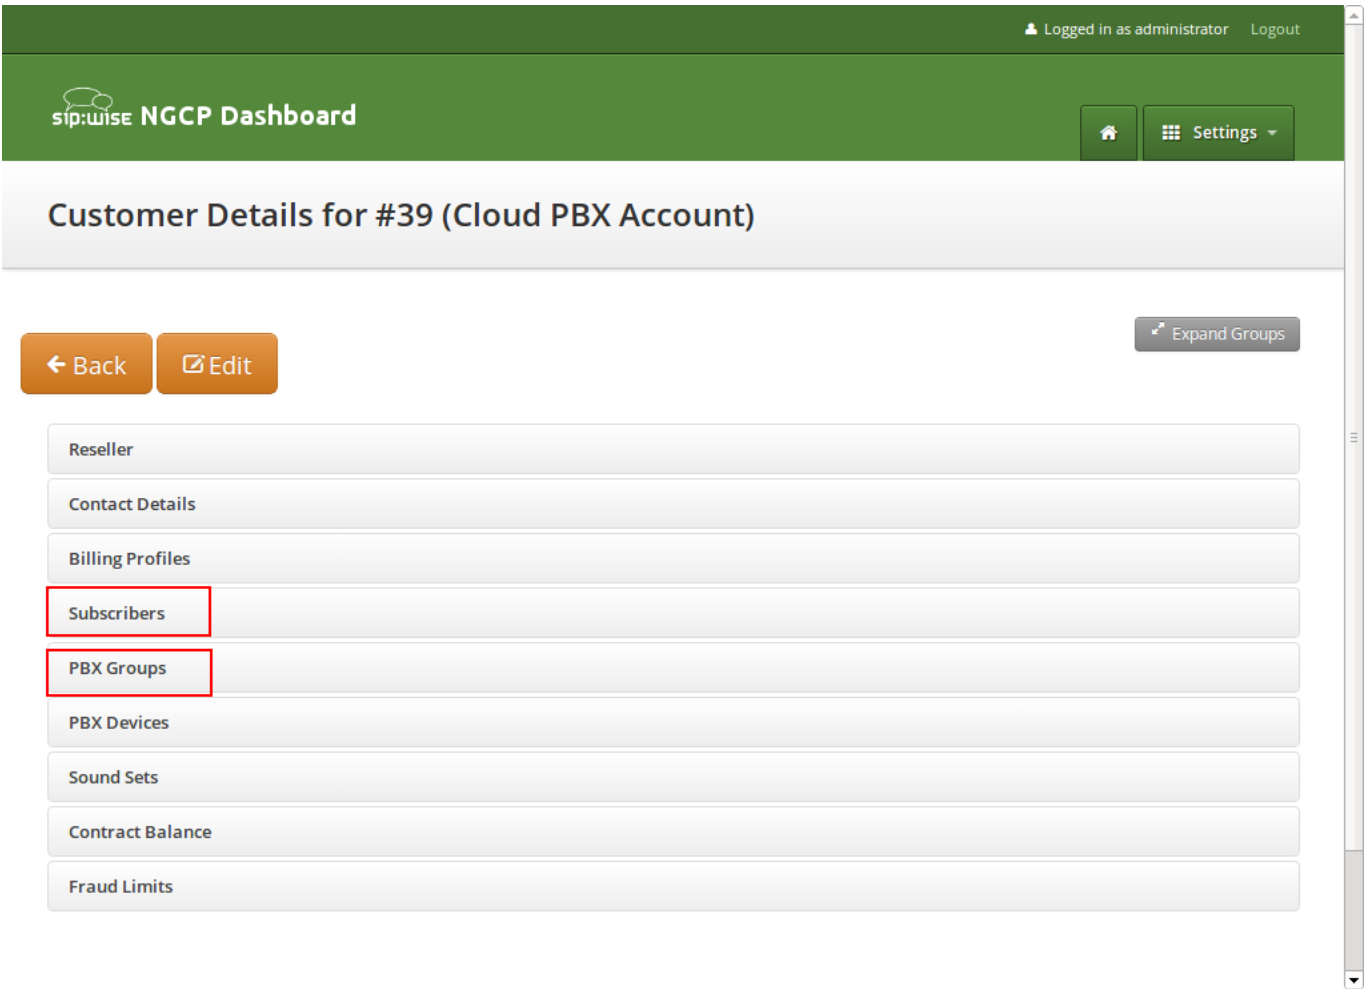 Logged in as administrator Logout
sip:wise NGCP Dashboard
Settings
Customer Details for #39 (Cloud PBX Account)
Expand Groups
Back Edit
Reseller
Contact Details
Billing Profiles
Subscribers
PBX Groups
PBX Devices
Sound Sets
Contract Balance
Fraud Limits